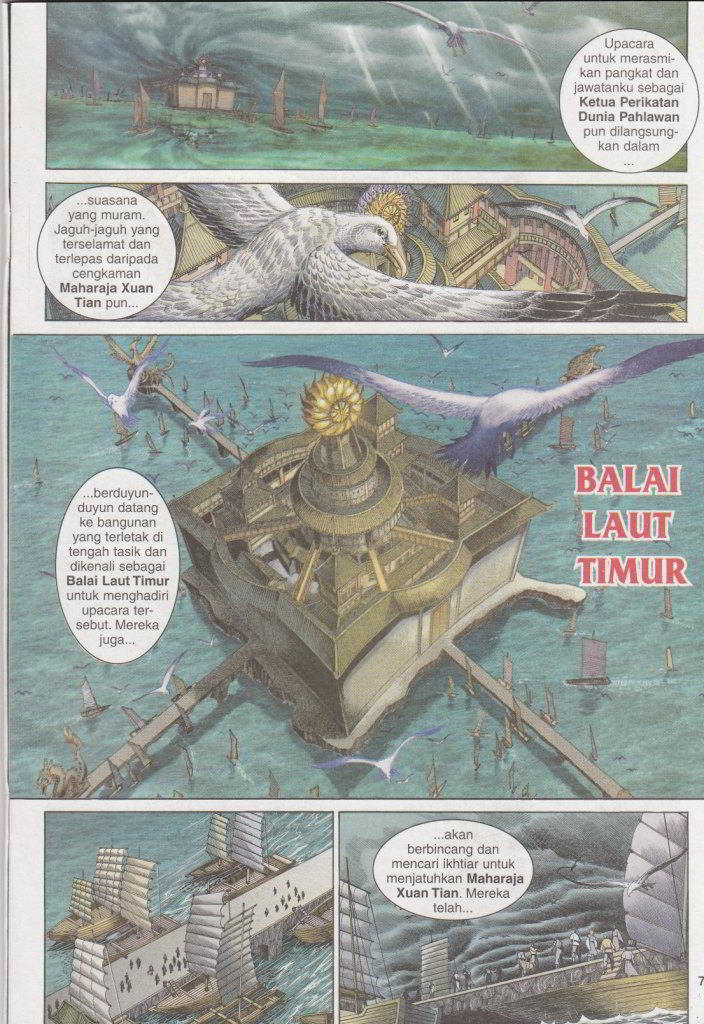 Upacara
untuk merasmi-
kan pangkat dan
jawatanku sebagai
Ketua Perikatan
Dunia Pahlawan
pun dilangsung-
kan dalam
...
...suasana
yang muram.
Jaguh-jaguh yang
terselamat dan
terlepas daripada
cengkaman
Maharaja Xuan
Tian pun...
...berduyun-
duyun datang
ke bangunan
yang terletak di
tengah tasik dan
dikenali sebagai
Balai Laut Timur
untuk menghadiri
upacara ter-
sebut. Mereka
juga...
BALAI
LAUT
TIMUR
...akan
berbincang dan
mencari ikhtiar untuk
menjatuhkan Maharaja
Xuan Tian. Mereka
telah...
7